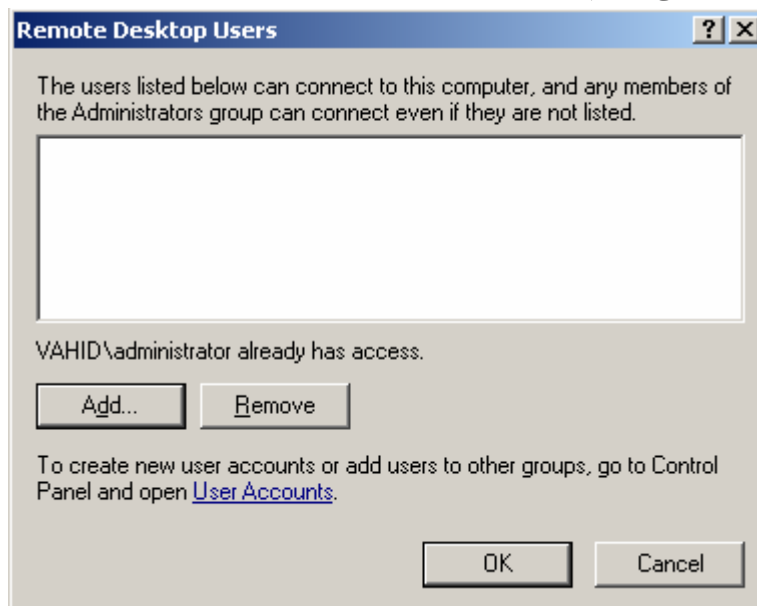 Remote Desktop Users
The users listed below can connect to this computer, and any members of
the Administrators group can connect even if they are not listed.
VAHID\administrator already has access.
Add...
Remove
To create new user accounts or add users to other groups, go to Control
Panel and open User Accounts.
OK
Cancel